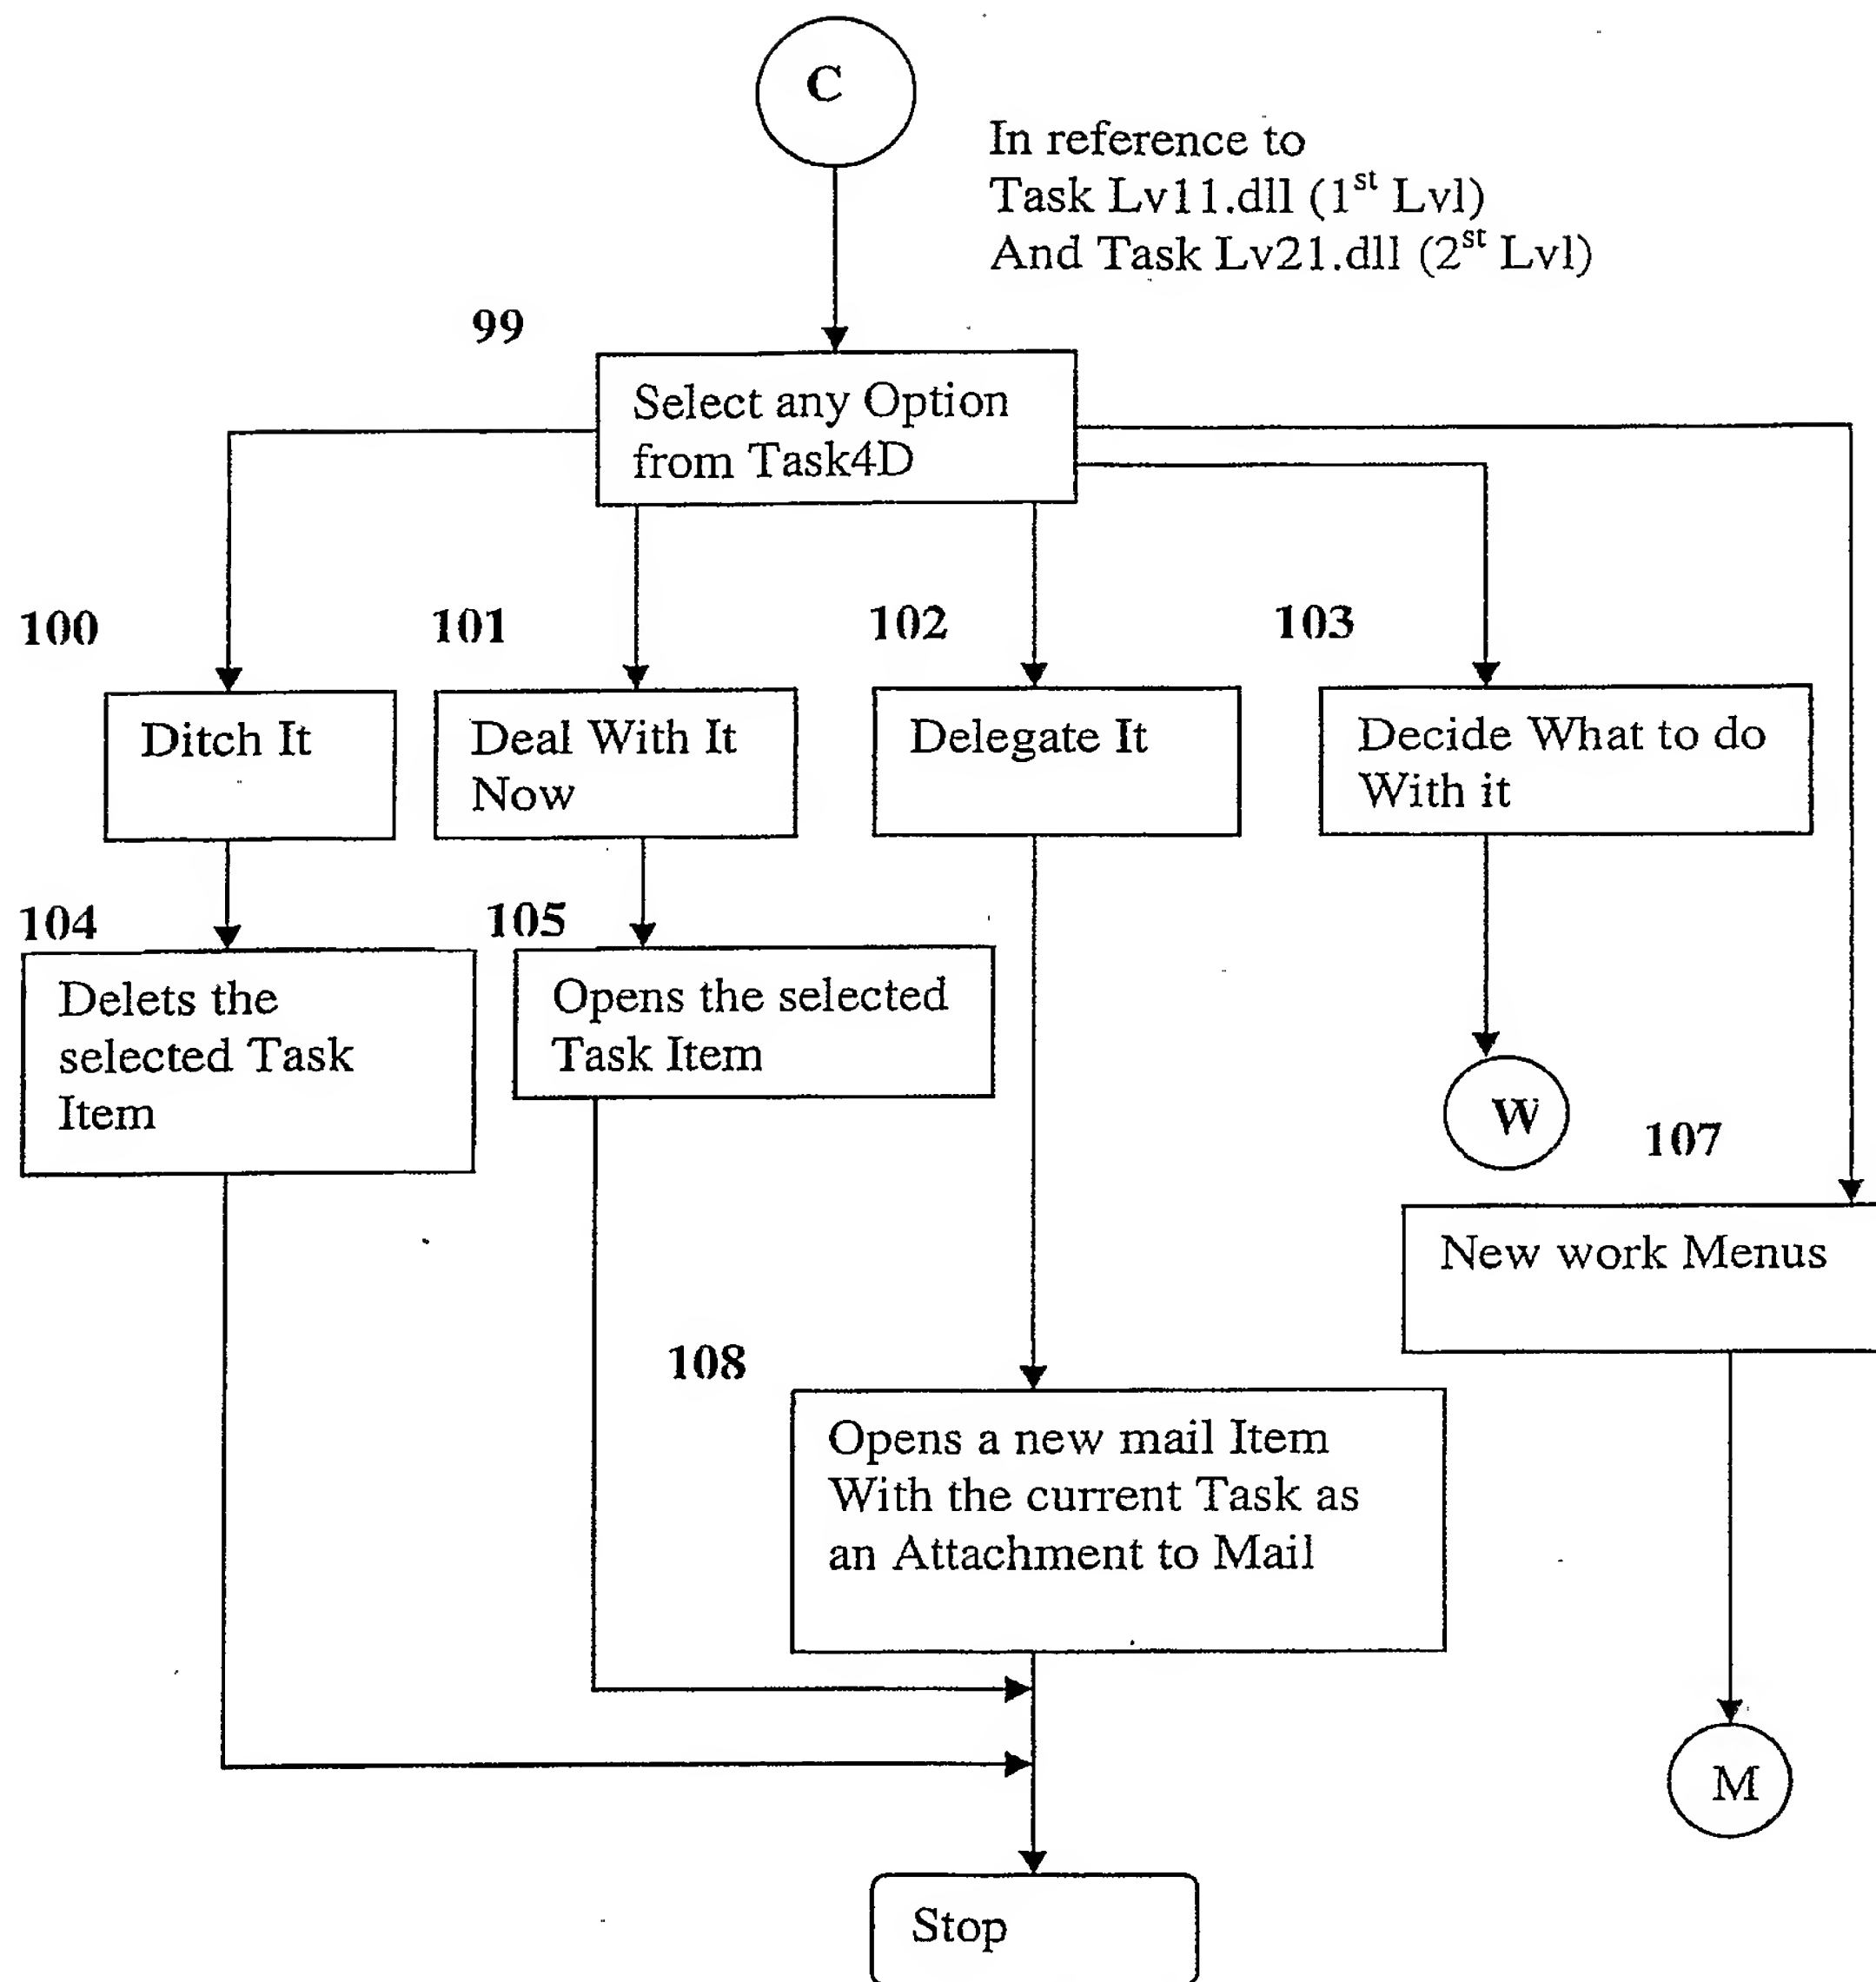 C
In reference to
Task Lv11.dll (1st Lvl)
And Task Lv21.dll (2st Lvl)
99
Select any Option
from Task4D
100
101
102
103
Ditch It
Deal With It
Now
Delegate It
Decide What to do
With it
104
105
Delets the
selected Task
Item
Opens the selected
Task Item
W
107
New work Menus
108
Opens a new mail Item
With the current Task as
an Attachment to Mail
M
Stop